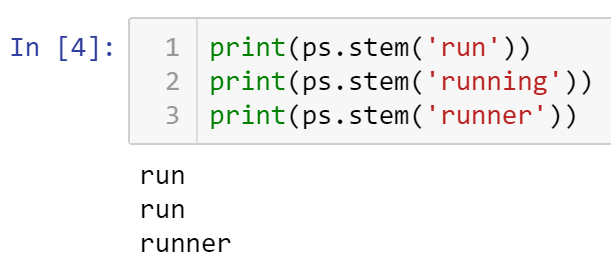 In [4]: 1 print(ps.stem('run'))
2 print(ps.stem('running'))
3 print(ps.stem('runner'))
run
run
runner